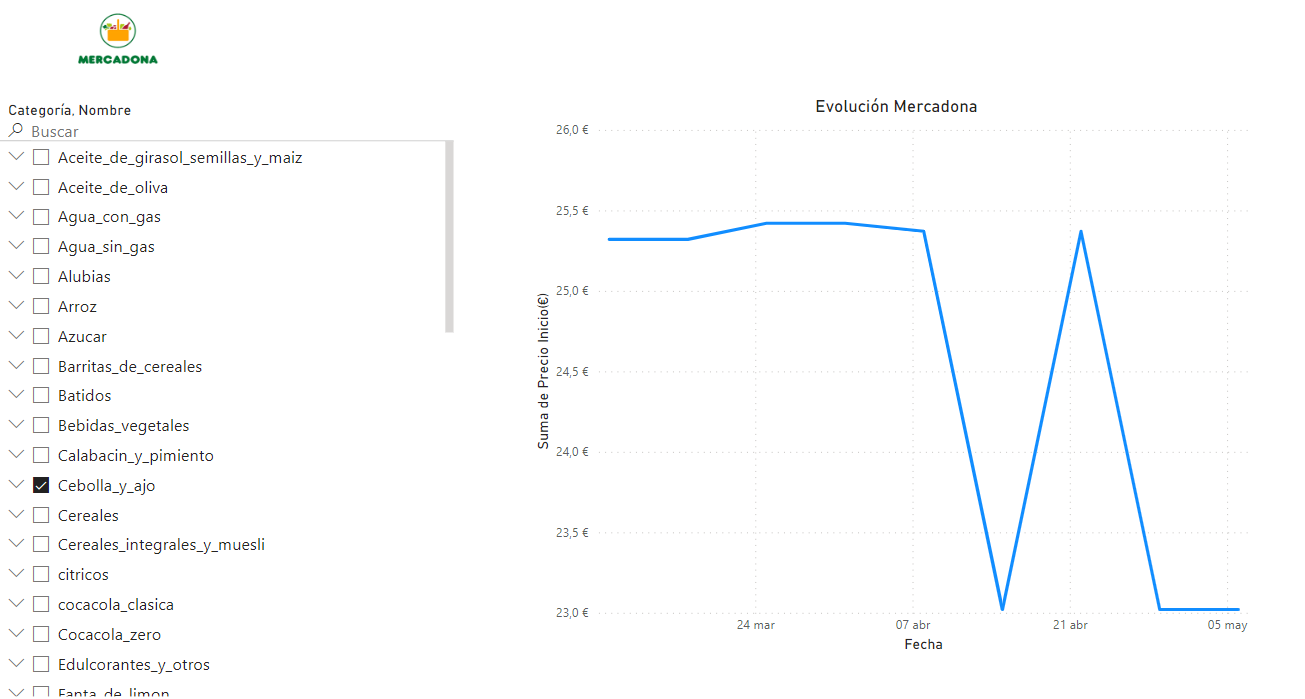 MERCADONA
Categoría, Nombre
Buscar
Aceite_de_girasol_semillas_y_maiz
Aceite_de_oliva
Agua_con_gas
Agua_sin_gas
Alubias
Arroz
Azucar
Barritas_de_cereales
Batidos
Bebidas_vegetales
Calabacin_y_pimiento
Cebolla_y_ajo
Cereales
Cereales_integrales_y_muesli
citricos
cocacola_clasica
Cocacola_zero
Edulcorantes_y_otros
Fanta_de_limon
Evolución Mercadona
Suma de Precio Inicio(€)
26,0 €
25,5 €
25,0 €
24,5 €
24,0 €
23,5 €
23,0 €
24 mar
07 abr
21 abr
05 may
Fecha